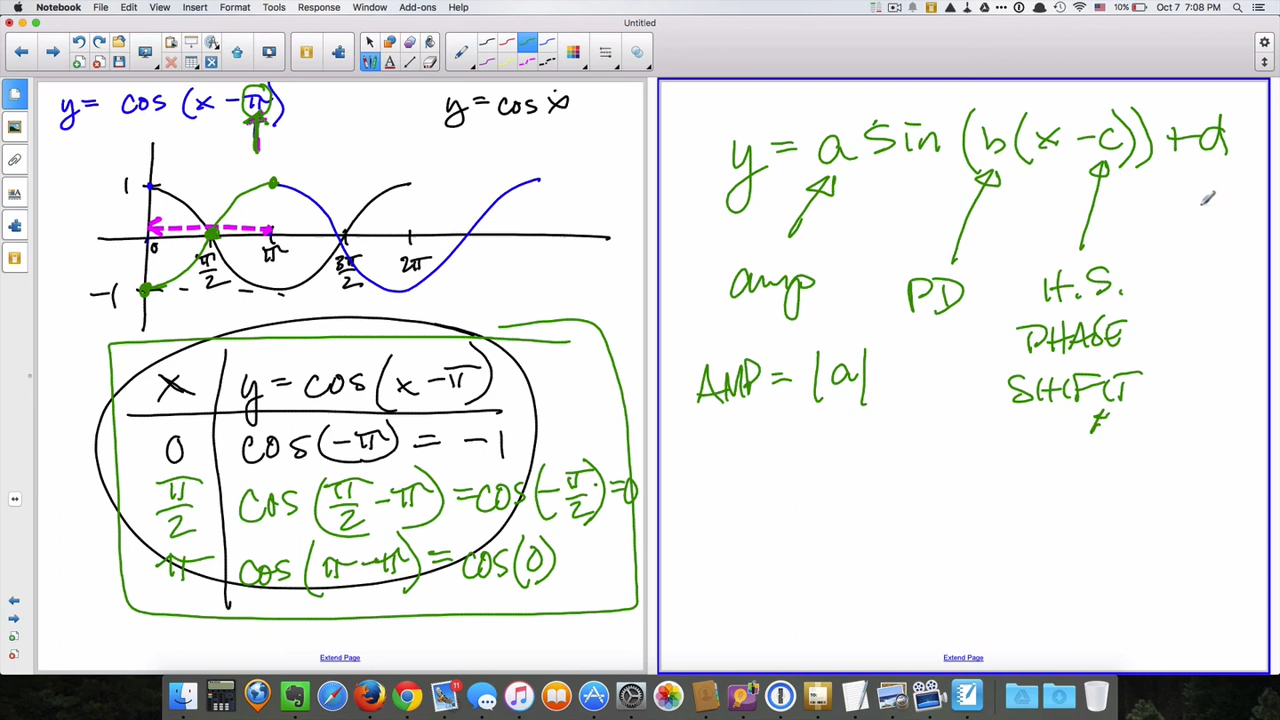 Notebook File Edit View Insert Format Tools Response Window Add-ons Help 10% Oct 7 7:08 PM
Untitled
y = cos (x - π)
y = cos x
1
0 π/2 π 3π/2 2π
-1
x y = cos(x - π)
0 cos(-π) = -1
π/2 cos(π/2 - π) = cos(-π/2) = 0
π cos(π - π) = cos(0)
Extend Page
y = a sin (b(x - c)) + d
amp PD H.S.
PHASE
AMP = |a| SHIFT
Extend Page
11